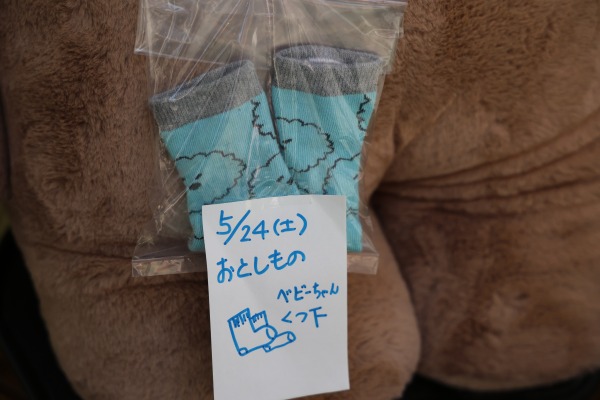 5/24(土)
おとしもの
ベビーちゃん
くつ下